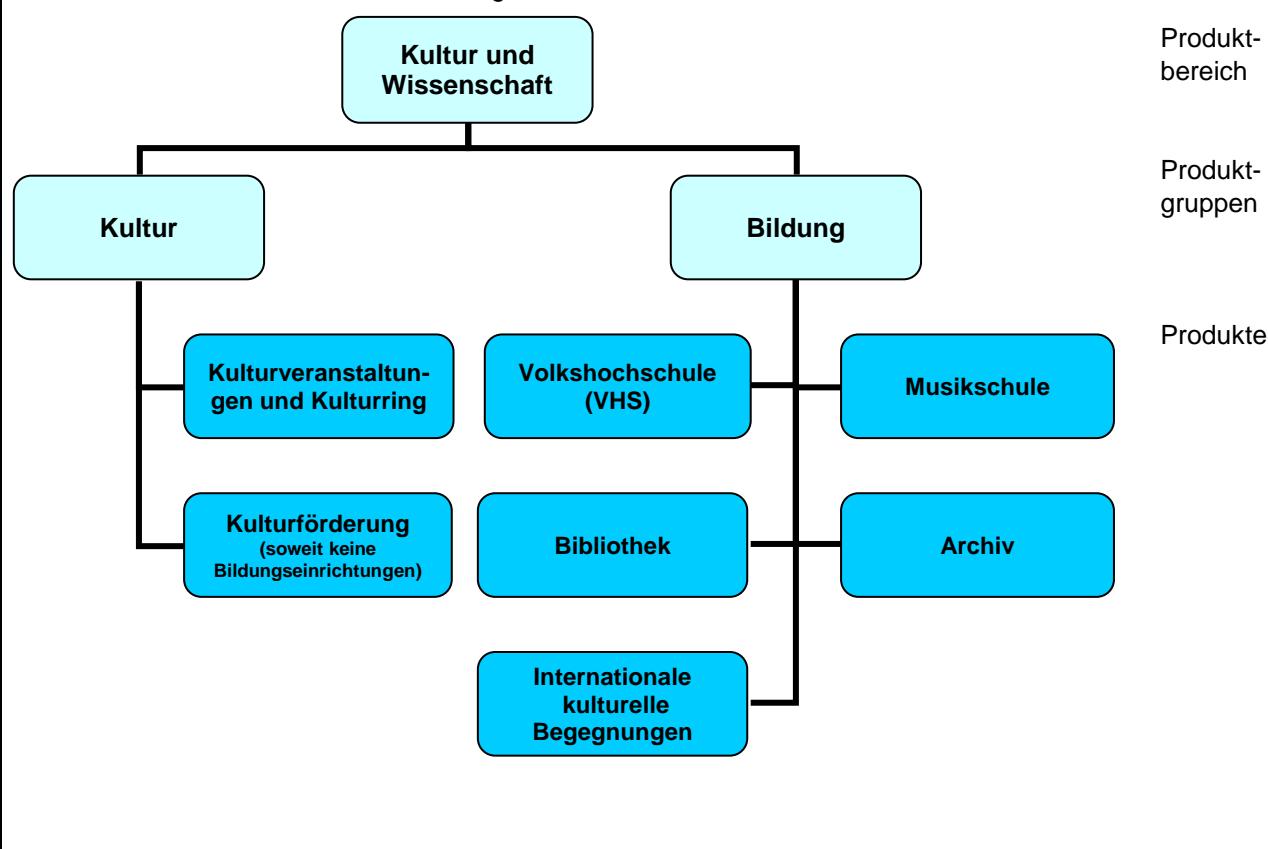 Kultur und
Wissenschaft
Produkt-
bereich
Kultur
Bildung
Produkt-
gruppen
Kulturveranstaltun-
gen und Kulturring
Volkshochschule
(VHS)
Musikschule
Produkte
Kulturförderung
(soweit keine
Bildungseinrichtungen)
Bibliothek
Archiv
Internationale
kulturelle
Begegnungen